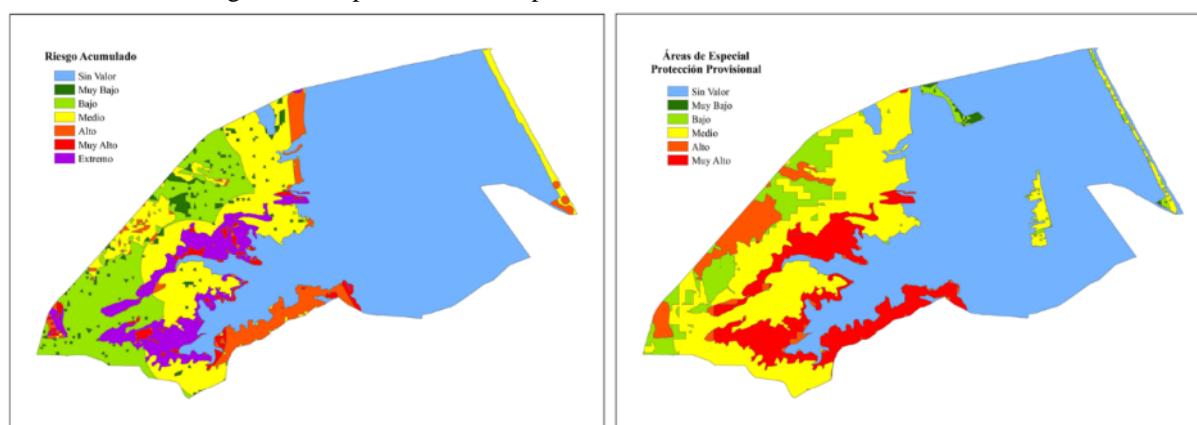 Riesgo Acumulado
Sin Valor
Muy Bajo
Bajo
Medio
Alto
Muy Alto
Extremo
Áreas de Especial
Protección Provisional
Sin Valor
Muy Bajo
Bajo
Medio
Alto
Muy Alto